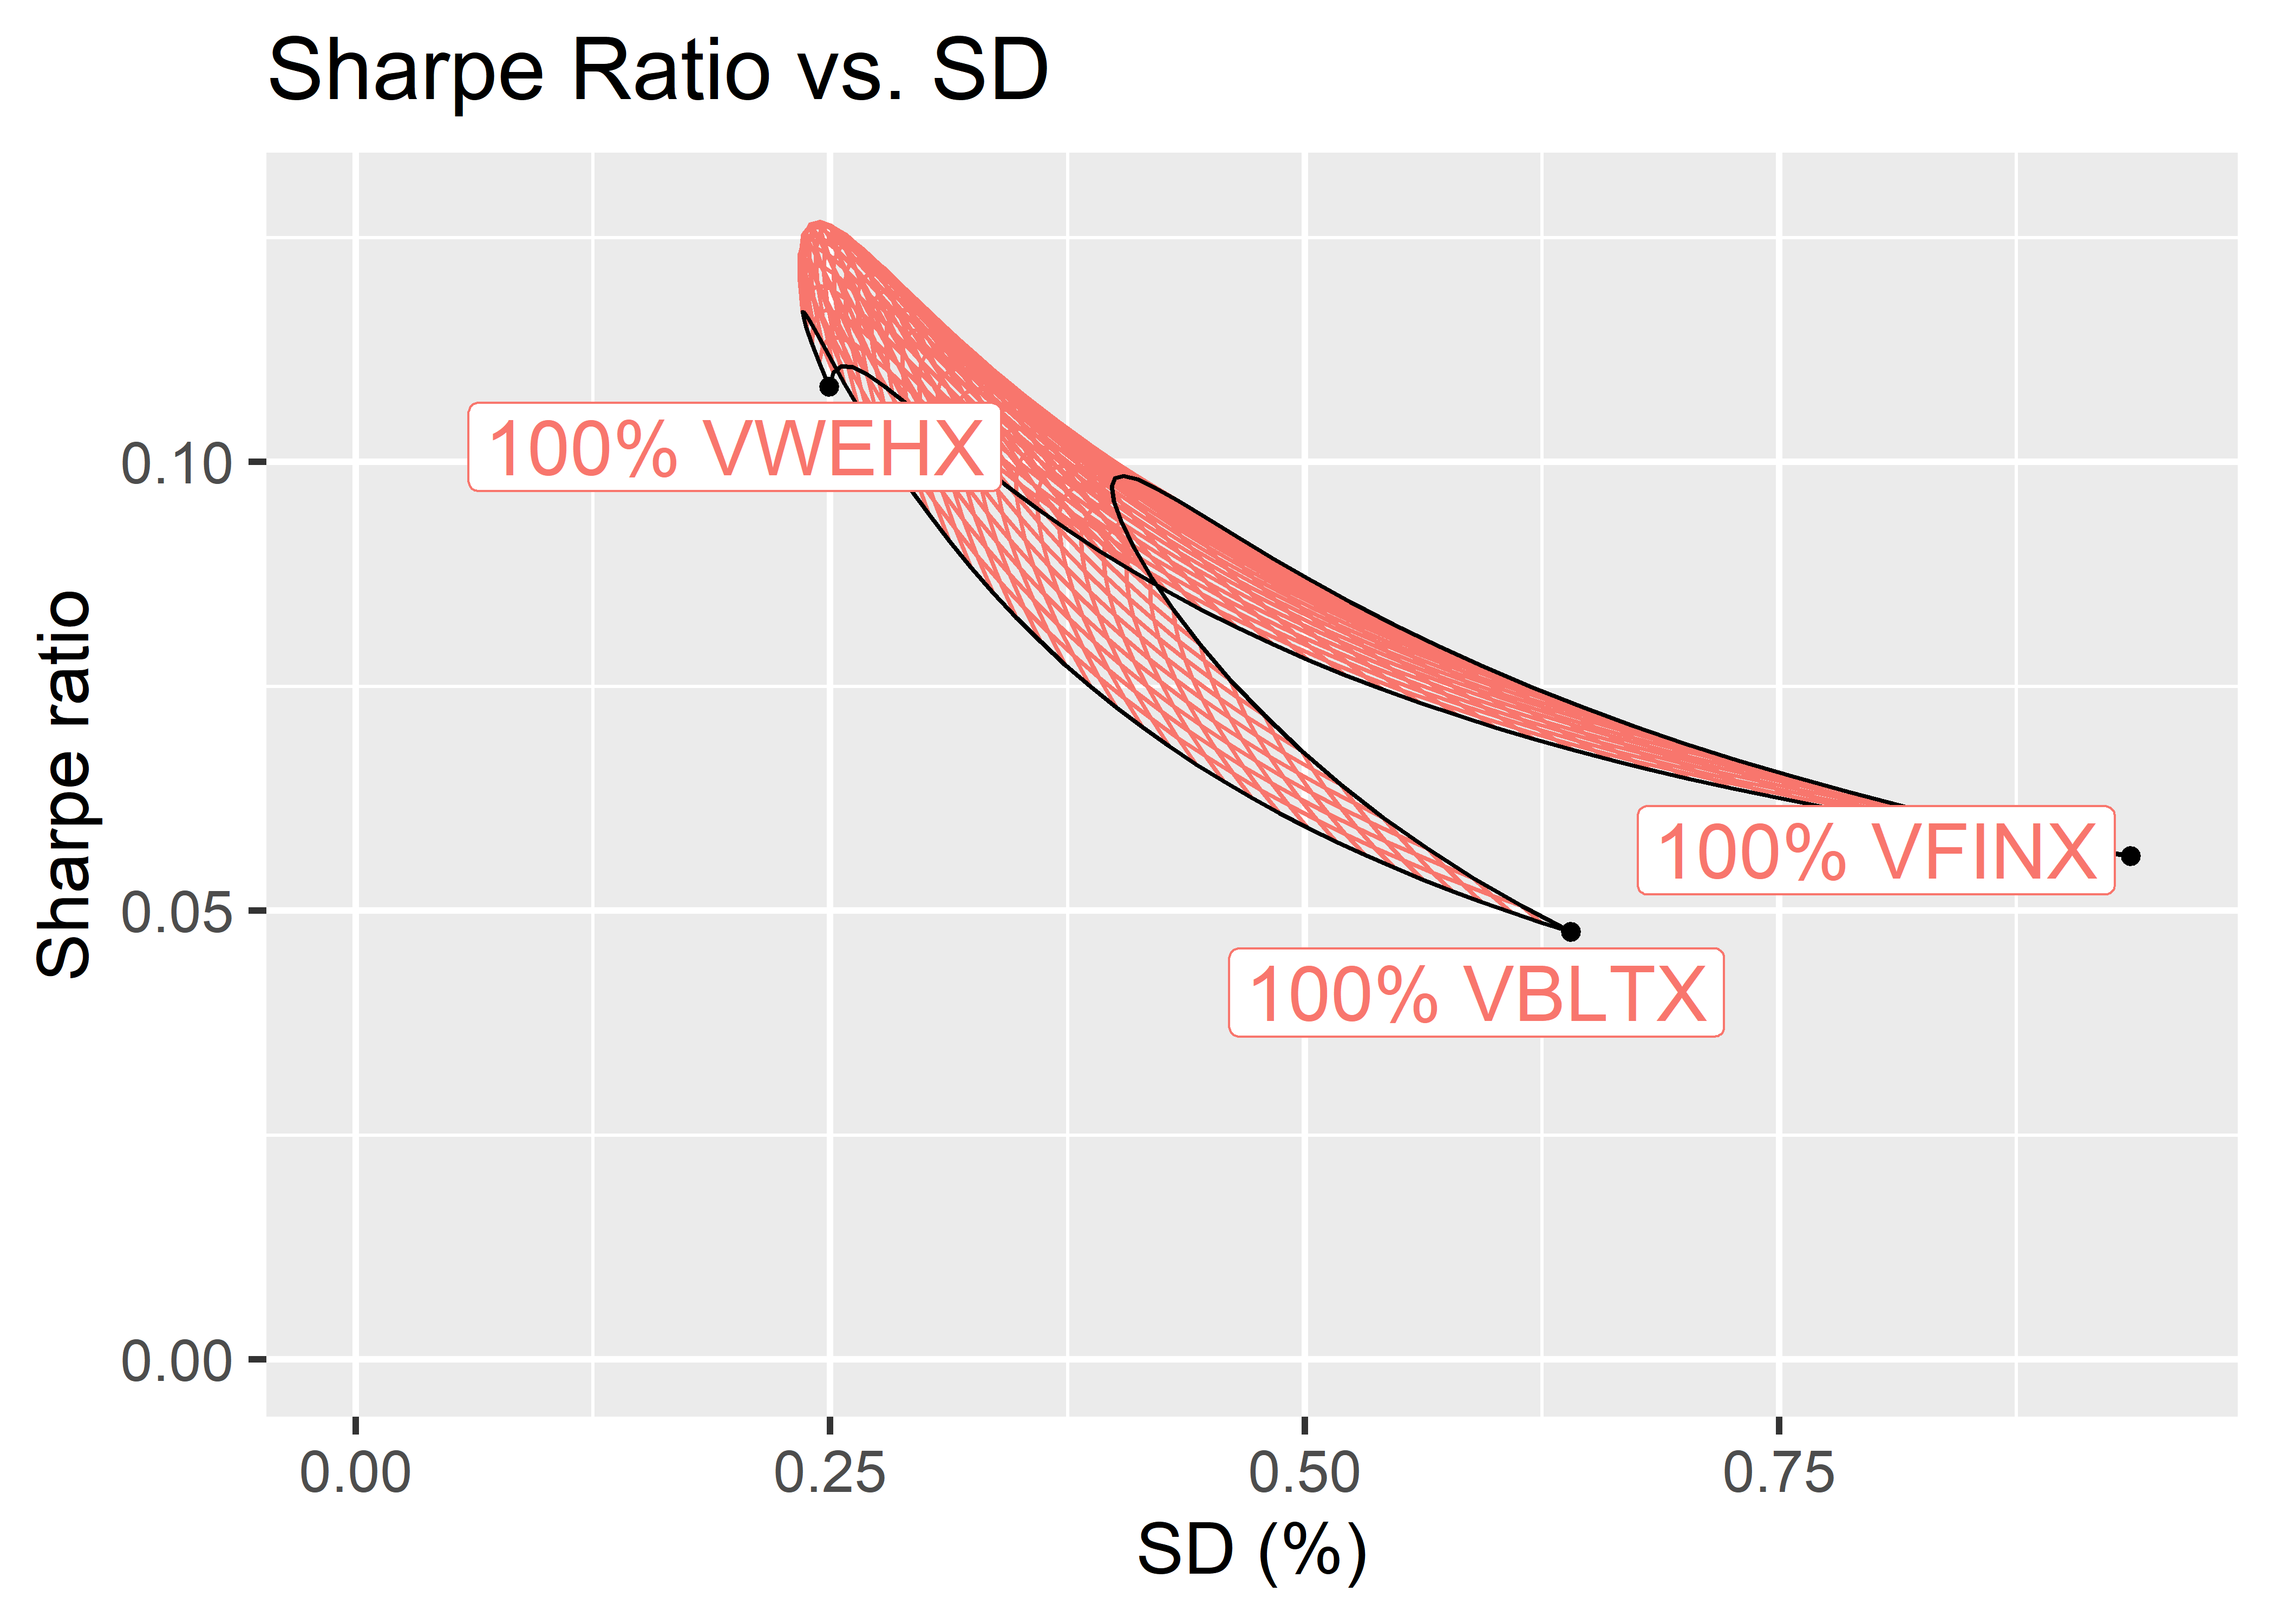 Sharpe Ratio vs. SD
Sharpe ratio
0.10
0.05
0.00
100% VWEHX
100% VFINX
100% VBLTX
0.00
0.25
0.50
0.75
SD (%)